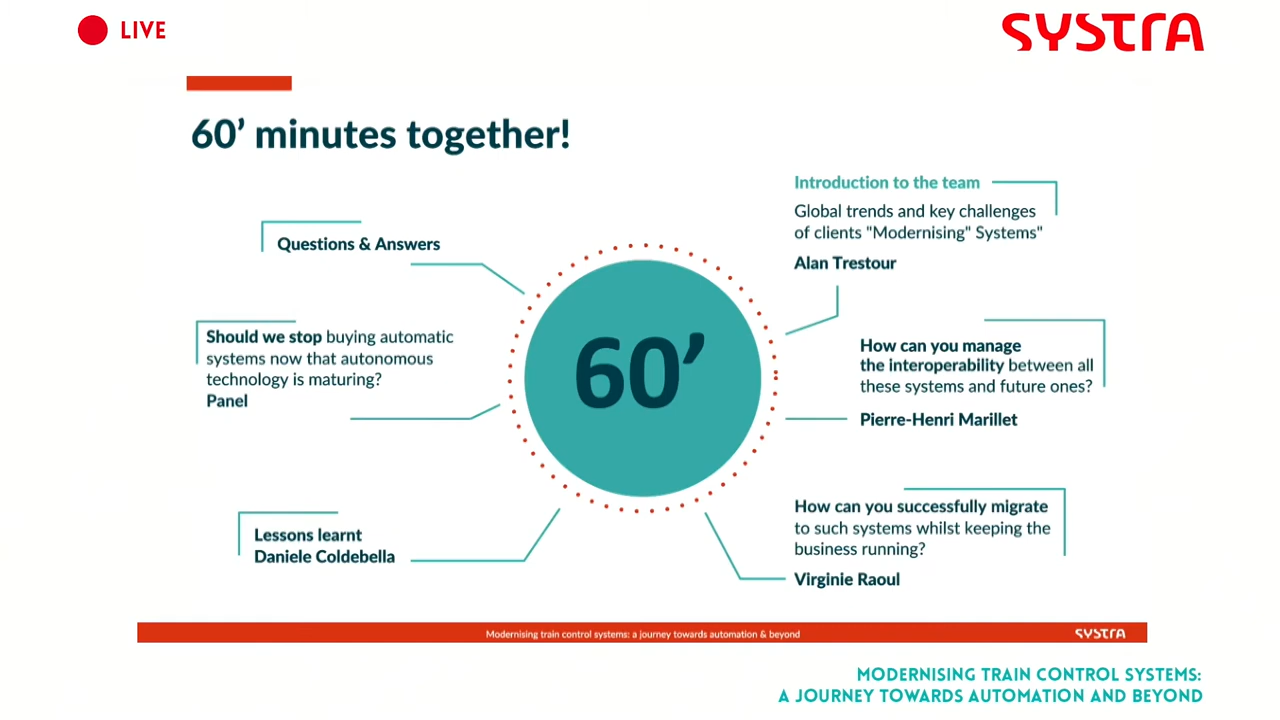 LIVE
SYSTRA
60’ minutes together!
Introduction to the team
Global trends and key challenges
of clients "Modernising" Systems"
Alan Trestour
How can you manage
the interoperability between all
these systems and future ones?
Pierre-Henri Marillet
How can you successfully migrate
to such systems whilst keeping the
business running?
Virginie Raoul
Lessons learnt
Daniele Coldebella
Should we stop buying automatic
systems now that autonomous
technology is maturing?
Panel
Questions & Answers
60’
Modernising train control systems: a journey towards automation & beyond
SYSTRA
MODERNISING TRAIN CONTROL SYSTEMS:
A JOURNEY TOWARDS AUTOMATION AND BEYOND